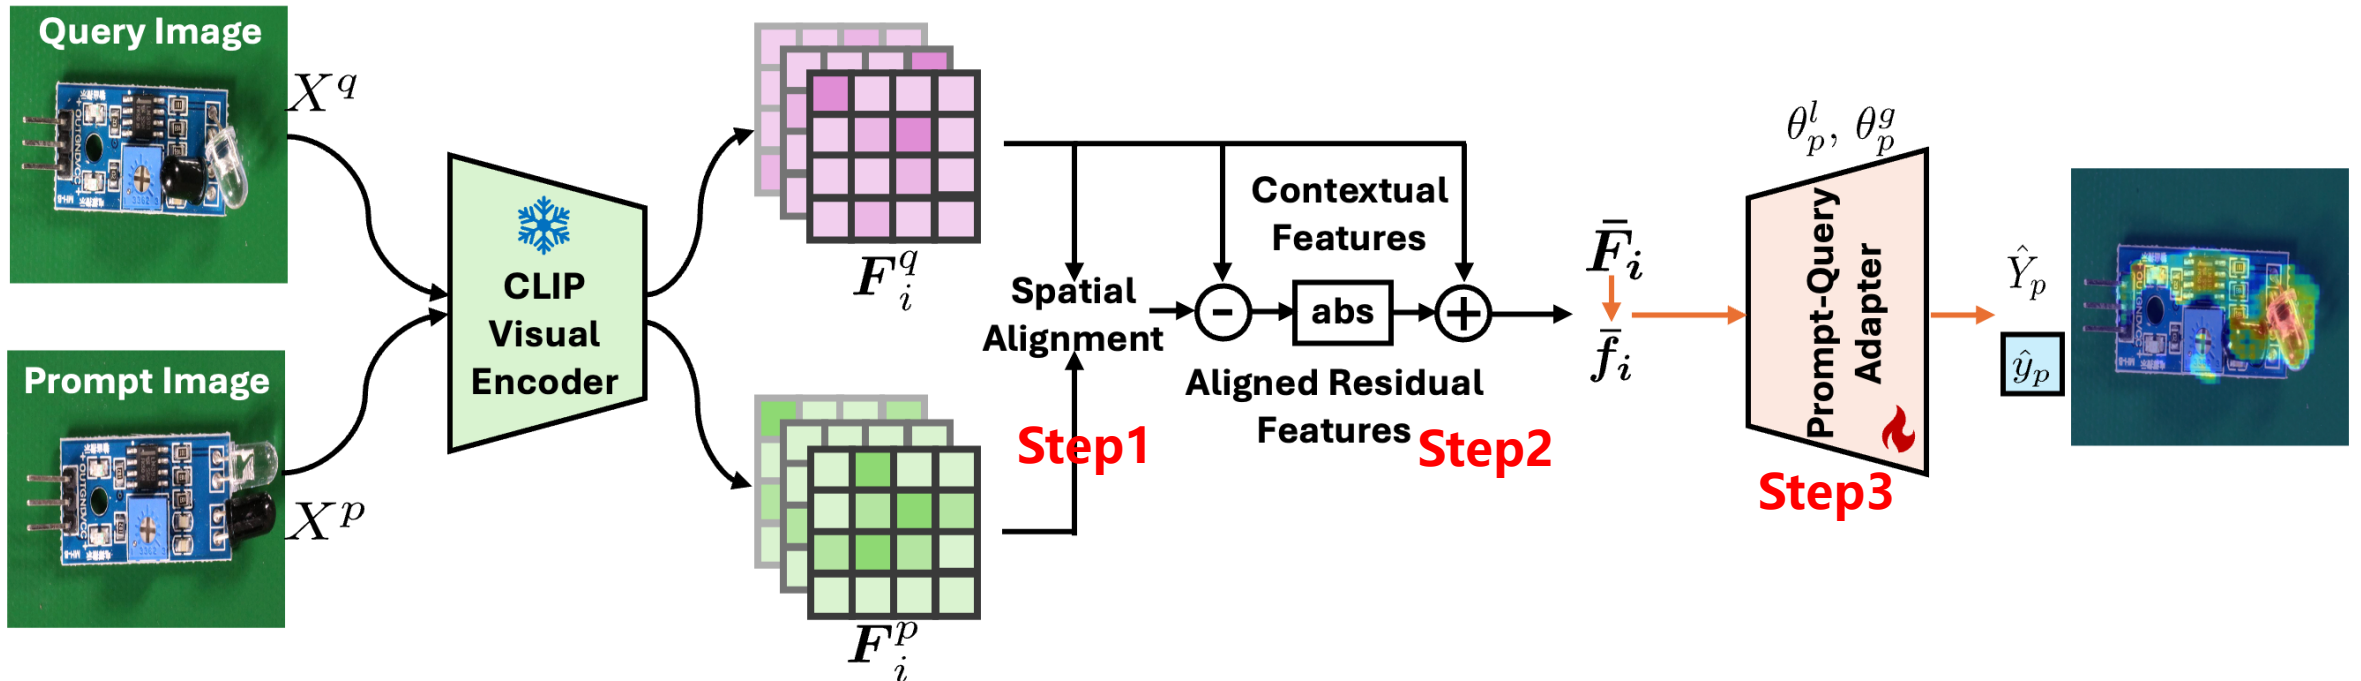 Query Image
X^q
Prompt Image
X^p
CLIP
Visual
Encoder
F_i^q
F_i^p
Spatial
Alignment
Step1
-
abs
+
Contextual
Features
Aligned Residual
Features
Step2
F̄_i
f̄_i
θ_p^l, θ_p^g
Prompt-Query
Adapter
Step3
Ŷ_p
ŷ_p